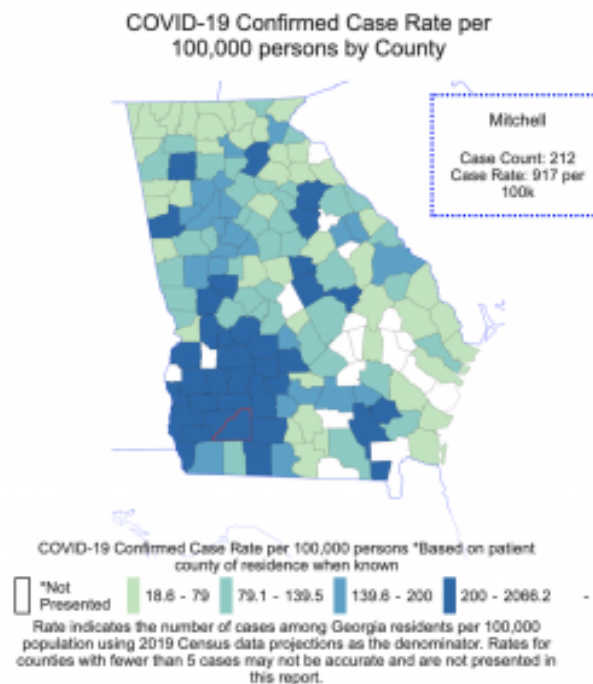 COVID-19 Confirmed Case Rate per
100,000 persons by County
Mitchell
Case Count: 212
Case Rate: 917 per
100k
COVID-19 Confirmed Case Rate per 100,000 persons *Based on patient
county of residence when known
*Not
Presented
18.6 - 79
79.1 - 139.5
139.6 - 200
200 - 2066.2
-
Rate indicates the number of cases among Georgia residents per 100,000
population using 2019 Census data projections as the denominator. Rates for
counties with fewer than 5 cases may not be accurate and are not presented in
this report.